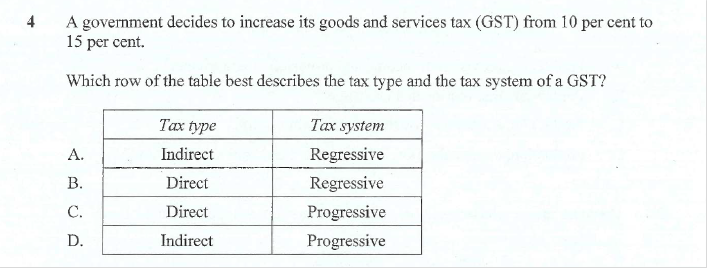 4 A government decides to increase its goods and services tax (GST) from 10 per cent to
15 per cent.
Which row of the table best describes the tax type and the tax system of a GST?
Tax type Tax system
A. Indirect Regressive
B. Direct Regressive
C. Direct Progressive
D. Indirect Progressive